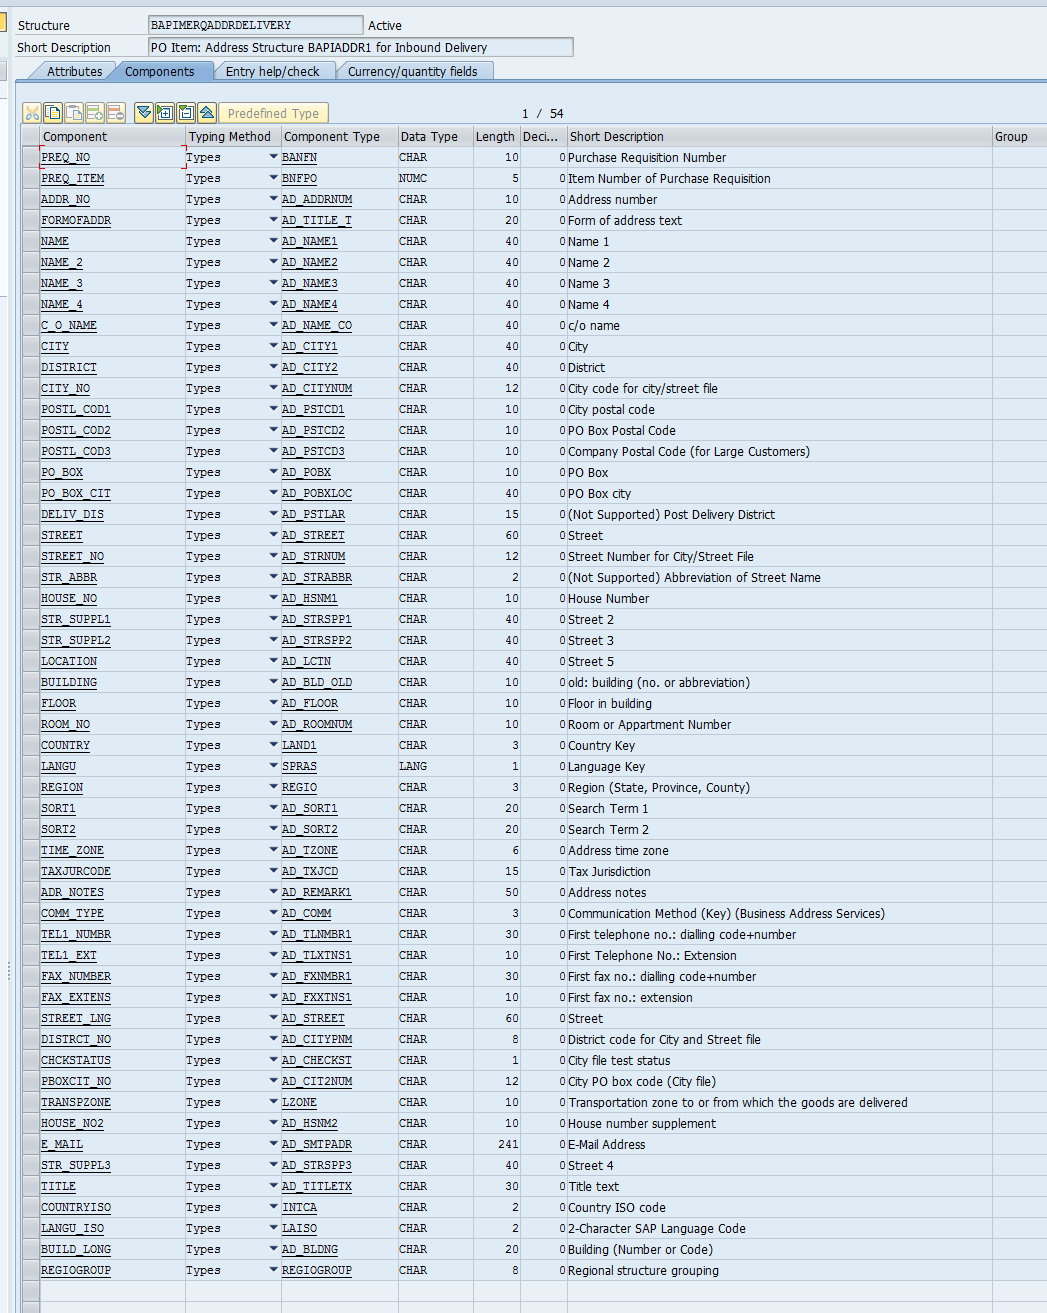 Structure BAPIMERQADDRDELIVERY Active
Short Description PO Item: Address Structure BAPIADDR1 for Inbound Delivery
Attributes Components Entry help/check Currency/quantity fields
Predefined Type 1 / 54
Component Typing Method Component Type Data Type Length Deci... Short Description Group
PREQ_NO Types BANFN CHAR 10 0 Purchase Requisition Number
PREQ_ITEM Types BNFPO NUMC 5 0 Item Number of Purchase Requisition
ADDR_NO Types AD_ADDRNUM CHAR 10 0 Address number
FORMOFADDR Types AD_TITLE_T CHAR 20 0 Form of address text
NAME Types AD_NAME1 CHAR 40 0 Name 1
NAME_2 Types AD_NAME2 CHAR 40 0 Name 2
NAME_3 Types AD_NAME3 CHAR 40 0 Name 3
NAME_4 Types AD_NAME4 CHAR 40 0 Name 4
C_O_NAME Types AD_NAME_CO CHAR 40 0 c/o name
CITY Types AD_CITY1 CHAR 40 0 City
DISTRICT Types AD_CITY2 CHAR 40 0 District
CITY_NO Types AD_CITYNUM CHAR 12 0 City code for city/street file
POSTL_COD1 Types AD_PSTCD1 CHAR 10 0 City postal code
POSTL_COD2 Types AD_PSTCD2 CHAR 10 0 PO Box Postal Code
POSTL_COD3 Types AD_PSTCD3 CHAR 10 0 Company Postal Code (for Large Customers)
PO_BOX Types AD_POBX CHAR 10 0 PO Box
PO_BOX_CIT Types AD_POBXLOC CHAR 40 0 PO Box city
DELIV_DIS Types AD_PSTLAR CHAR 15 0 (Not Supported) Post Delivery District
STREET Types AD_STREET CHAR 60 0 Street
STREET_NO Types AD_STRNUM CHAR 12 0 Street Number for City/Street File
STR_ABBR Types AD_STRABBR CHAR 2 0 (Not Supported) Abbreviation of Street Name
HOUSE_NO Types AD_HSNM1 CHAR 10 0 House Number
STR_SUPPL1 Types AD_STRSPP1 CHAR 40 0 Street 2
STR_SUPPL2 Types AD_STRSPP2 CHAR 40 0 Street 3
LOCATION Types AD_LCTN CHAR 40 0 Street 5
BUILDING Types AD_BLD_OLD CHAR 10 0 old: building (no. or abbreviation)
FLOOR Types AD_FLOOR CHAR 10 0 Floor in building
ROOM_NO Types AD_ROOMNUM CHAR 10 0 Room or Appartment Number
COUNTRY Types LAND1 CHAR 3 0 Country Key
LANGU Types SPRAS LANG 1 0 Language Key
REGION Types REGIO CHAR 3 0 Region (State, Province, County)
SORT1 Types AD_SORT1 CHAR 20 0 Search Term 1
SORT2 Types AD_SORT2 CHAR 20 0 Search Term 2
TIME_ZONE Types AD_TZONE CHAR 6 0 Address time zone
TAXJURCODE Types AD_TXJCD CHAR 15 0 Tax Jurisdiction
ADR_NOTES Types AD_REMARK1 CHAR 50 0 Address notes
COMM_TYPE Types AD_COMM CHAR 3 0 Communication Method (Key) (Business Address Services)
TEL1_NUMBR Types AD_TLNMBR1 CHAR 30 0 First telephone no.: dialling code+number
TEL1_EXT Types AD_TLXTNS1 CHAR 10 0 First Telephone No.: Extension
FAX_NUMBER Types AD_FXNMBR1 CHAR 30 0 First fax no.: dialling code+number
FAX_EXTENS Types AD_FXXTNS1 CHAR 10 0 First fax no.: extension
STREET_LNG Types AD_STREET CHAR 60 0 Street
DISTRCT_NO Types AD_CITYPNM CHAR 8 0 District code for City and Street file
CHCKSTATUS Types AD_CHECKST CHAR 1 0 City file test status
PBOXCIT_NO Types AD_CIT2NUM CHAR 12 0 City PO box code (City file)
TRANSPZONE Types LZONE CHAR 10 0 Transportation zone to or from which the goods are delivered
HOUSE_NO2 Types AD_HSNM2 CHAR 10 0 House number supplement
E_MAIL Types AD_SMTPADR CHAR 241 0 E-Mail Address
STR_SUPPL3 Types AD_STRSPP3 CHAR 40 0 Street 4
TITLE Types AD_TITLETX CHAR 30 0 Title text
COUNTRYISO Types INTCA CHAR 2 0 Country ISO code
LANGU_ISO Types LAISO CHAR 2 0 2-Character SAP Language Code
BUILD_LONG Types AD_BLDNG CHAR 20 0 Building (Number or Code)
REGIOGROUP Types REGIOGROUP CHAR 8 0 Regional structure grouping